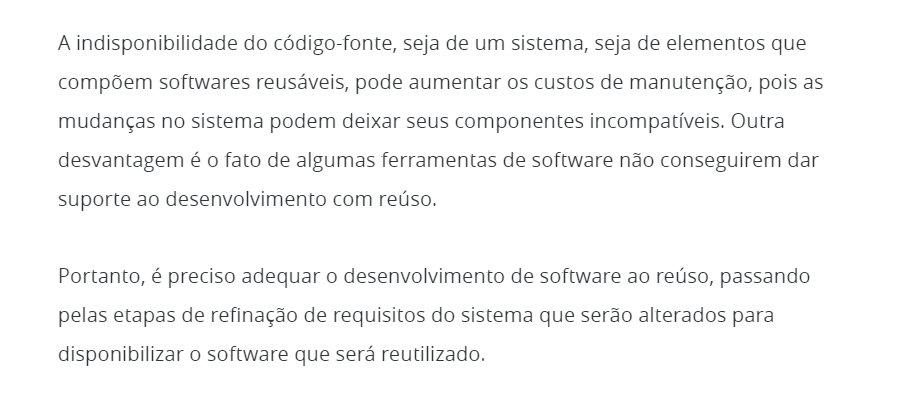 A indisponibilidade do código-fonte, seja de um sistema, seja de elementos que
compõem softwares reusáveis, pode aumentar os custos de manutenção, pois as
mudanças no sistema podem deixar seus componentes incompatíveis. Outra
desvantagem é o fato de algumas ferramentas de software não conseguirem dar
suporte ao desenvolvimento com reúso.
Portanto, é preciso adequar o desenvolvimento de software ao reúso, passando
pelas etapas de refinação de requisitos do sistema que serão alterados para
disponibilizar o software que será reutilizado.